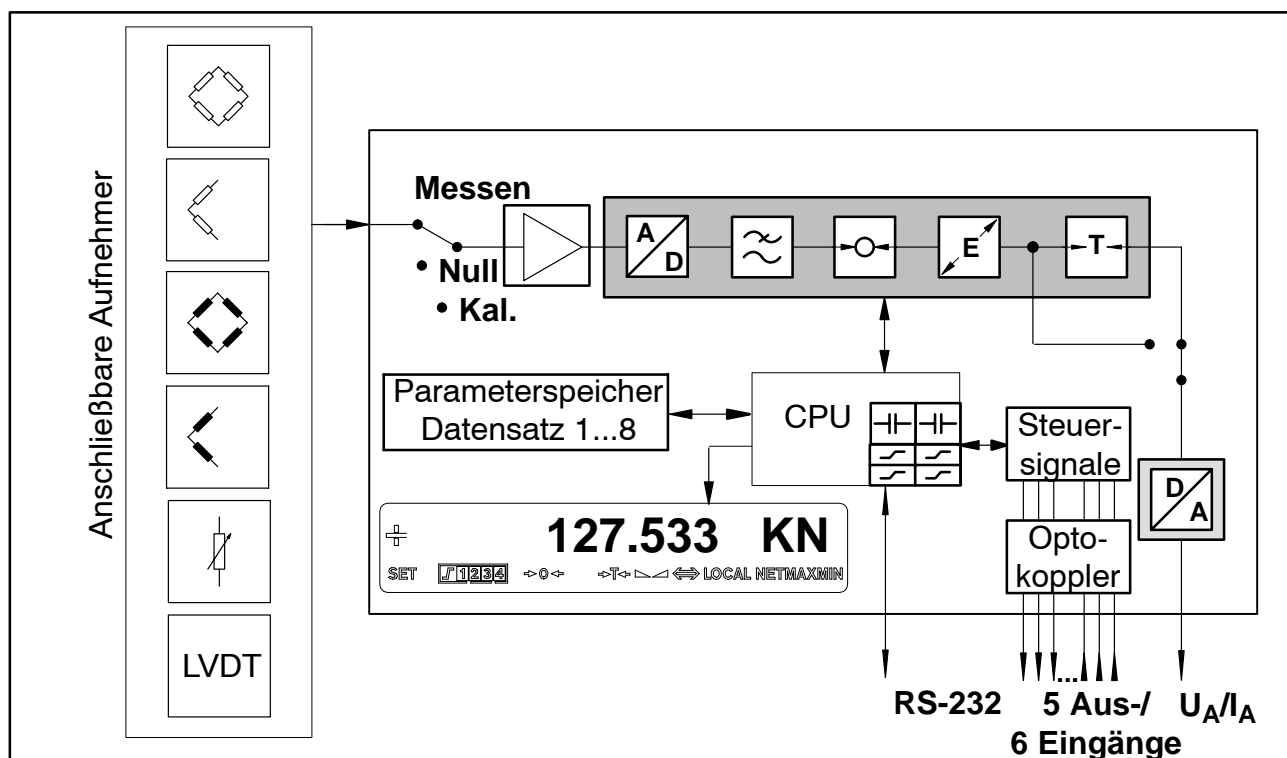 Anschließbare Aufnehmer
LVDT
Messen
Null
Kal.
A
D
E
T
Parameterspeicher
Datensatz 1...8
CPU
Steuer-
signale
D
A
127.533 KN
SET 1234 0 T LOCAL NETMAXMIN
Opto-
koppler
...
RS-232
5 Aus-/
6 Eingänge
UA/IA